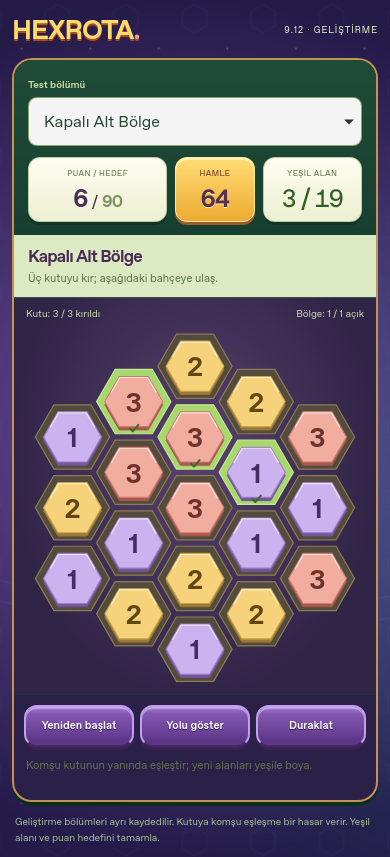 HEXROTA.
9.12 · GELİŞTİRME
Test bölümü
Kapalı Alt Bölge
PUAN / HEDEF
6 / 90
HAMLE
64
YEŞİL ALAN
3 / 19
Kapalı Alt Bölge
Üç kutuyu kır; aşağıdaki bahçeye ulaş.
Kutu: 3 / 3 kırıldı
Bölge: 1 / 1 açık
2
3
2
1
3
3
3
1
2
3
1
1
1
1
2
3
2
2
1
Yeniden başlat
Yolu göster
Duraklat
Komşu kutunun yanında eşleştir; yeni alanları yeşile boya.
Geliştirme bölümleri ayrı kaydedilir. Kutuya komşu eşleşme bir hasar verir. Yeşil
alanı ve puan hedefini tamamla.